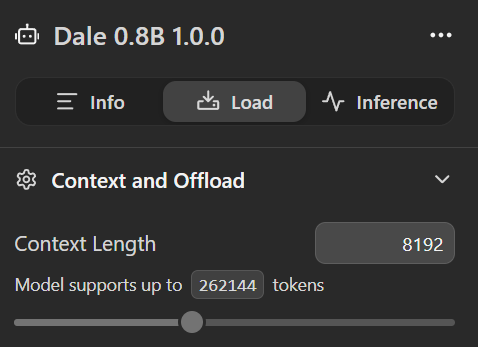 Dale 0.8B 1.0.0
Info Load Inference
Context and Offload
Context Length 8192
Model supports up to 262144 tokens